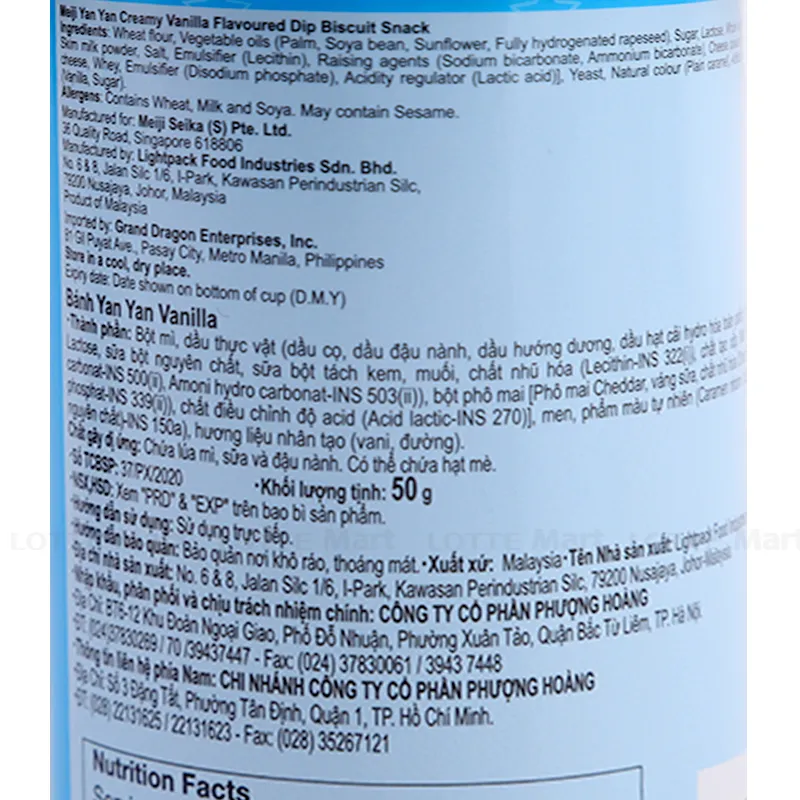 Meiji Yan Yan Creamy Vanilla Flavoured Dip Biscuit Snack
Ingredients: Wheat flour, Vegetable oils (Palm, Soya bean, Sunflower, Fully hydrogenated rapeseed), Sugar, Lactose,
Skim milk powder, Salt, Emulsifier (Lecithin), Raising agents (Sodium bicarbonate, Ammonium bicarbonate), Cheese
cheese, Whey, Emulsifier (Disodium phosphate), Acidity regulator (Lactic acid)], Yeast, Natural colour (Plain caramel),
(Vanilla, Sugar).
Allergens: Contains Wheat, Milk and Soya. May contain Sesame.
Manufactured for: Meiji Seika (S) Pte. Ltd.
36 Quality Road, Singapore 618806
Manufactured by: Lightpack Food Industries Sdn. Bhd.
No. 6 & 8, Jalan Silc 1/6, I-Park, Kawasan Perindustrian Silc,
79200 Nusajaya, Johor, Malaysia
Product of Malaysia
Imported by: Grand Dragon Enterprises, Inc.
81 Gil Puyat Ave., Pasay City, Metro Manila, Philippines
Store in a cool, dry place.
Expiry date: Date shown on bottom of cup (D.M.Y)
Bánh Yan Yan Vanilla
·Thành phần: Bột mì, dầu thực vật (dầu cọ, dầu đậu nành, dầu hướng dương, dầu hạt cải hydro hóa
Lactose, sữa bột nguyên chất, sữa bột tách kem, muối, chất nhũ hóa (Lecithin-INS 322(i)), chất tạo
carbonat-INS 500(ii), Amoni hydro carbonat-INS 503(ii)), bột phô mai [Phô mai Cheddar, váng sữa,
phosphat-INS 339(ii)), chất điều chỉnh độ acid (Acid lactic-INS 270)], men, phẩm màu tự nhiên (Caramen
nguyên chất)-INS 150a), hương liệu nhân tạo (vani, đường).
Chất gây dị ứng: Chứa lúa mì, sữa và đậu nành. Có thể chứa hạt mè.
·Số TCBSP: 37/PX/2020 ·Khối lượng tịnh: 50 g
·NSX,HSD: Xem "PRD" & "EXP" trên bao bì sản phẩm.
·Hướng dẫn sử dụng: Sử dụng trực tiếp.
·Hướng dẫn bảo quản: Bảo quản nơi khô ráo, thoáng mát. ·Xuất xứ: Malaysia ·Tên Nhà sản xuất: Lightpack Food
·Địa chỉ nhà sản xuất: No. 6 & 8, Jalan Silc 1/6, I-Park, Kawasan Perindustrian Silc, 79200 Nusajaya, Johor-Malaysia.
·Nhập khẩu, phân phối và chịu trách nhiệm chính: CÔNG TY CỔ PHẦN PHƯỢNG HOÀNG
·Địa Chỉ: BT6-12 Khu Đoàn Ngoại Giao, Phố Đỗ Nhuận, Phường Xuân Tảo, Quận Bắc Từ Liêm, TP. Hà Nội.
·ĐT: (024)37830269 / 70 /39437447 - Fax: (024) 37830061 / 3943 7448
·Thông tin liên hệ phía Nam: CHI NHÁNH CÔNG TY CỔ PHẦN PHƯỢNG HOÀNG
·Địa Chỉ: Số 3 Đặng Tất, Phường Tân Định, Quận 1, TP. Hồ Chí Minh.
·ĐT: (028) 22131625 / 22131623 - Fax: (028) 35267121
LOTTE Mart
Nutrition Facts